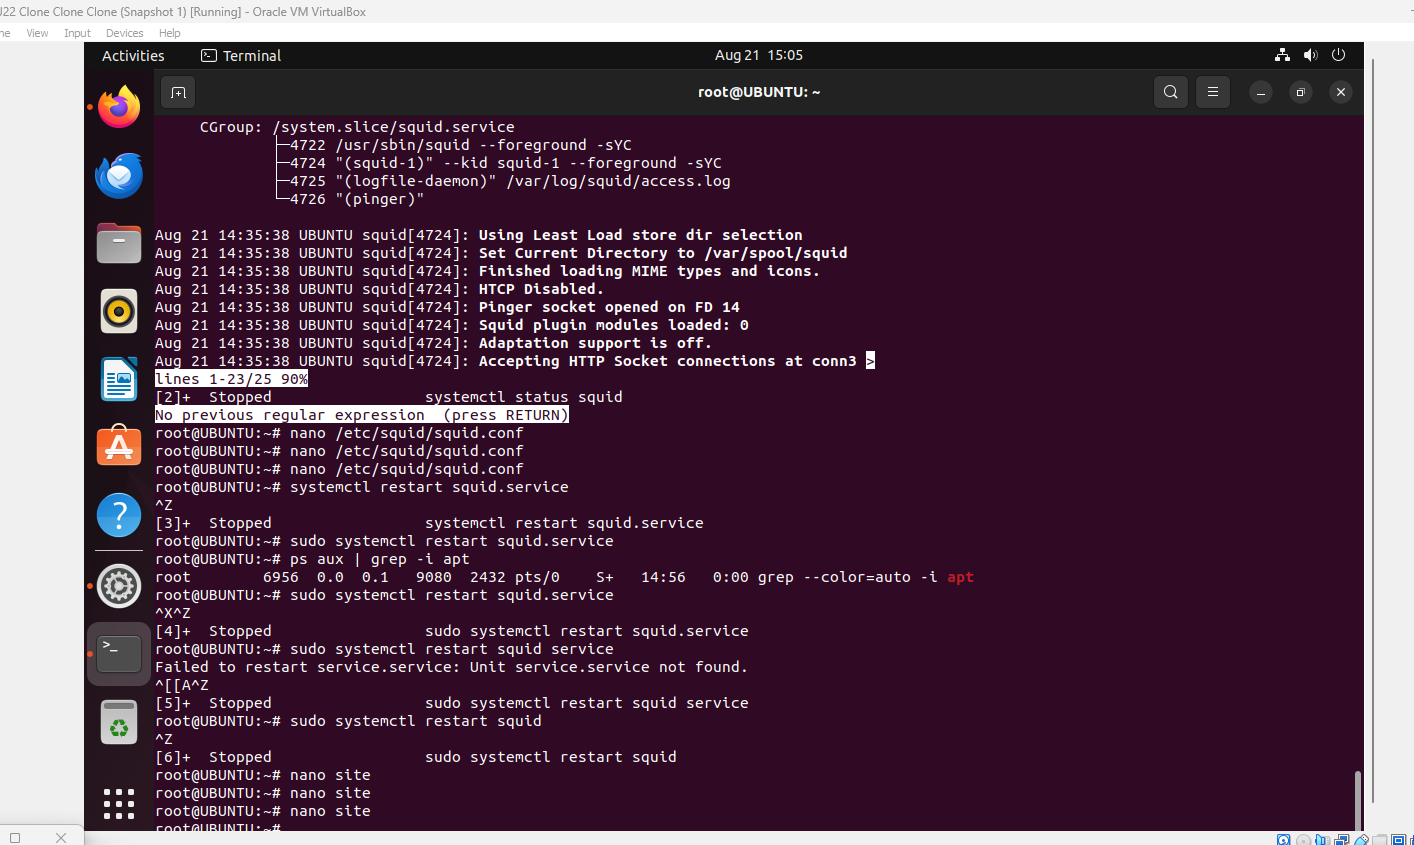 J22 Clone Clone Clone (Snapshot 1) [Running] - Oracle VM VirtualBox
ne View Input Devices Help
Activities Terminal Aug 21 15:05
root@UBUNTU: ~
CGroup: /system.slice/squid.service
├─4722 /usr/sbin/squid --foreground -sYC
├─4724 "(squid-1)" --kid squid-1 --foreground -sYC
├─4725 "(logfile-daemon)" /var/log/squid/access.log
└─4726 "(pinger)"
Aug 21 14:35:38 UBUNTU squid[4724]: Using Least Load store dir selection
Aug 21 14:35:38 UBUNTU squid[4724]: Set Current Directory to /var/spool/squid
Aug 21 14:35:38 UBUNTU squid[4724]: Finished loading MIME types and icons.
Aug 21 14:35:38 UBUNTU squid[4724]: HTCP Disabled.
Aug 21 14:35:38 UBUNTU squid[4724]: Pinger socket opened on FD 14
Aug 21 14:35:38 UBUNTU squid[4724]: Squid plugin modules loaded: 0
Aug 21 14:35:38 UBUNTU squid[4724]: Adaptation support is off.
Aug 21 14:35:38 UBUNTU squid[4724]: Accepting HTTP Socket connections at conn3 >
lines 1-23/25 90%
[2]+  Stopped                 systemctl status squid
No previous regular expression  (press RETURN)
root@UBUNTU:~# nano /etc/squid/squid.conf
root@UBUNTU:~# nano /etc/squid/squid.conf
root@UBUNTU:~# nano /etc/squid/squid.conf
root@UBUNTU:~# systemctl restart squid.service
^Z
[3]+  Stopped                 systemctl restart squid.service
root@UBUNTU:~# sudo systemctl restart squid.service
root@UBUNTU:~# ps aux | grep -i apt
root        6956  0.0  0.1   9080  2432 pts/0    S+   14:56   0:00 grep --color=auto -i apt
root@UBUNTU:~# sudo systemctl restart squid.service
^X^Z
[4]+  Stopped                 sudo systemctl restart squid.service
root@UBUNTU:~# sudo systemctl restart squid service
Failed to restart service.service: Unit service.service not found.
^[[A^Z
[5]+  Stopped                 sudo systemctl restart squid service
root@UBUNTU:~# sudo systemctl restart squid
^Z
[6]+  Stopped                 sudo systemctl restart squid
root@UBUNTU:~# nano site
root@UBUNTU:~# nano site
root@UBUNTU:~# nano site
root@UBUNTU:~#